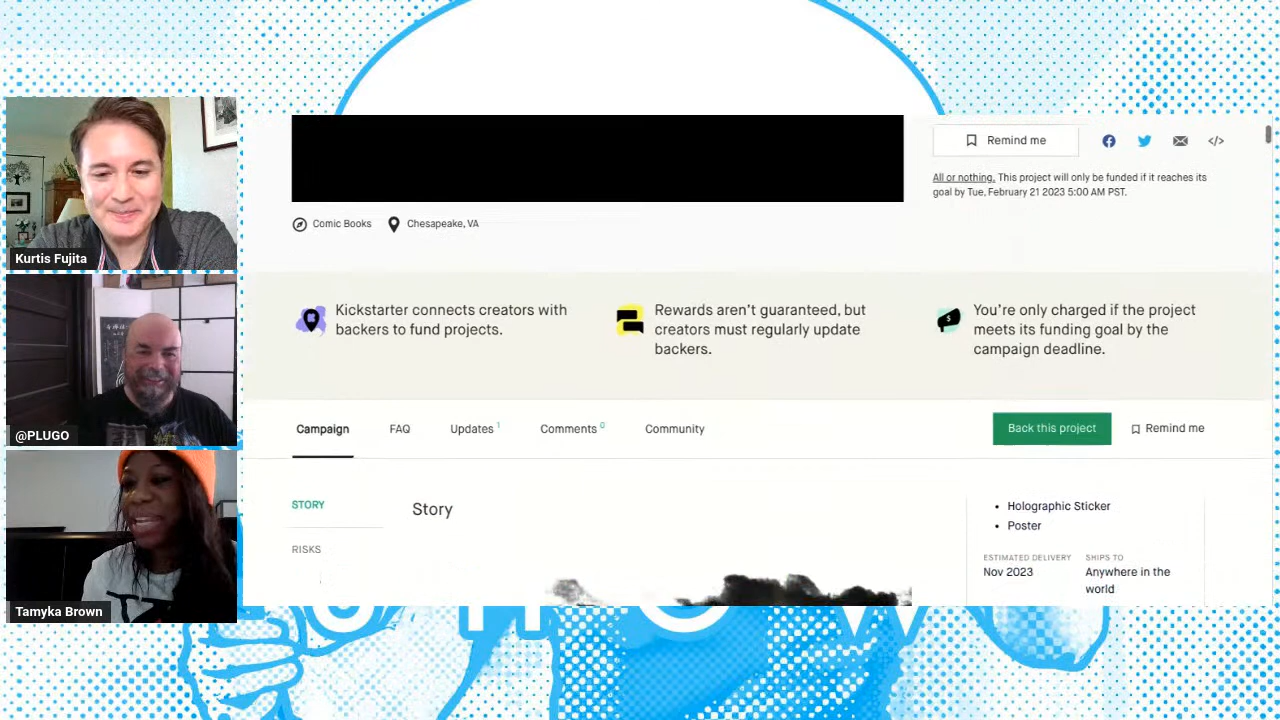 Kurtis Fujita
@PLUGO
Tamyka Brown
Remind me
All or nothing. This project will only be funded if it reaches its
goal by Tue, February 21 2023 5:00 AM PST.
Comic Books
Chesapeake, VA
Kickstarter connects creators with
backers to fund projects.
Rewards aren't guaranteed, but
creators must regularly update
backers.
You're only charged if the project
meets its funding goal by the
campaign deadline.
Campaign
FAQ
Updates 1
Comments 0
Community
Back this project
Remind me
STORY
RISKS
Story
• Holographic Sticker
• Poster
ESTIMATED DELIVERY
Nov 2023
SHIPS TO
Anywhere in the
world